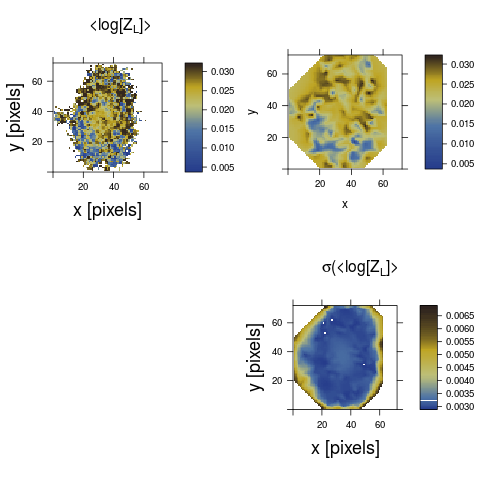 <log[Z_L]>
60
40
20
20 40 60
y [pixels]
x [pixels]
0.030
0.025
0.020
0.015
0.010
0.005
60
40
20
20 40 60
y
x
0.030
0.025
0.020
0.015
0.010
0.005
σ(<log[Z_L]>
60
40
20
20 40 60
y [pixels]
x [pixels]
0.0065
0.0060
0.0055
0.0050
0.0045
0.0040
0.0035
0.0030